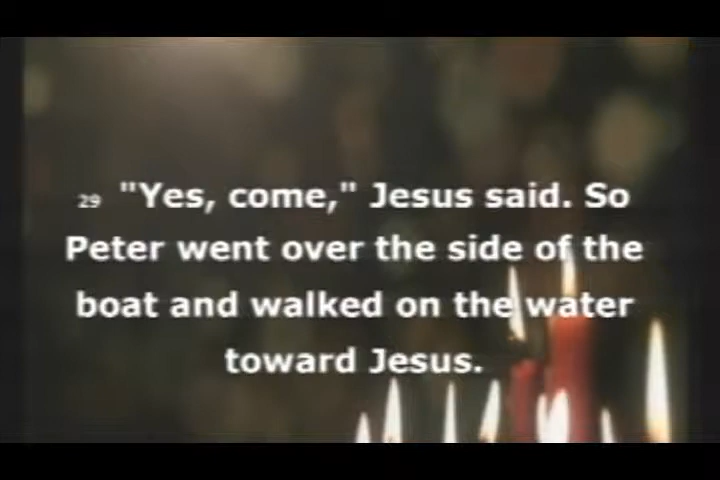 29 "Yes, come," Jesus said. So
Peter went over the side of the
boat and walked on the water
toward Jesus.